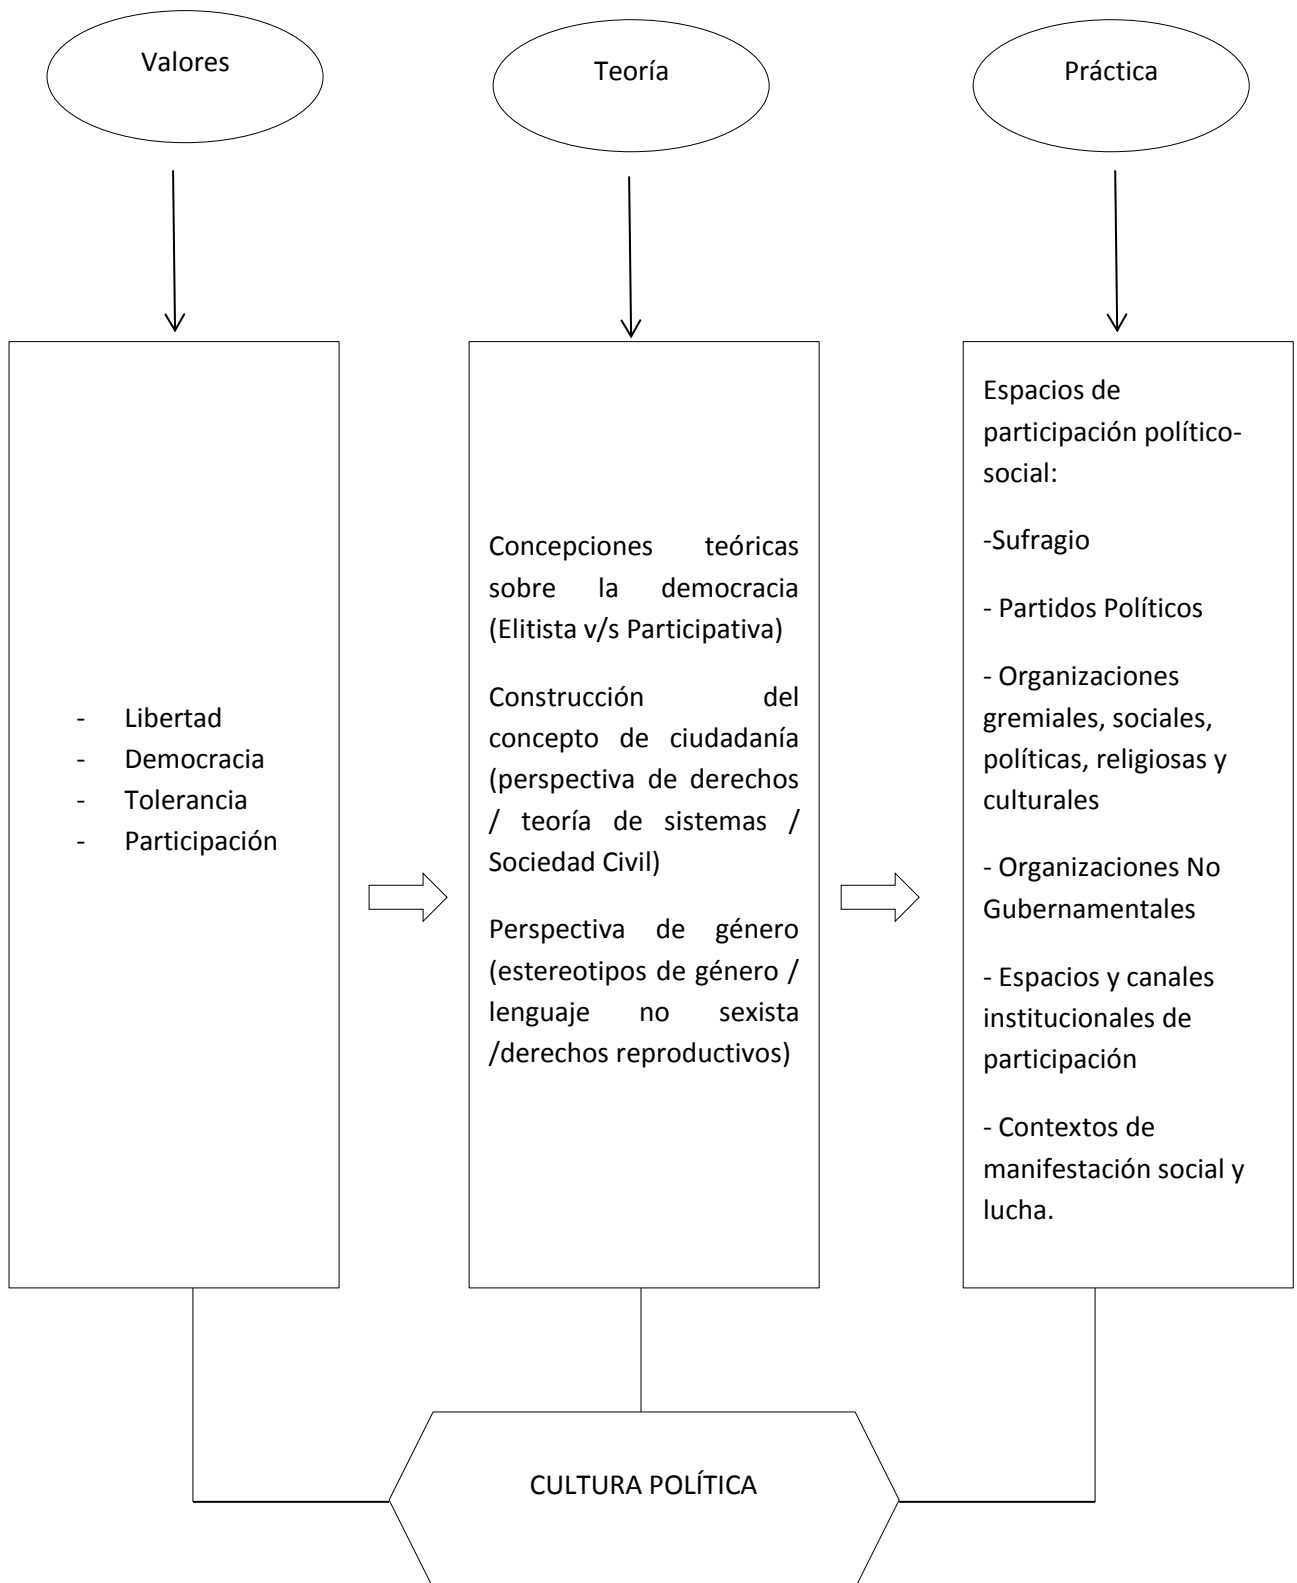 Valores
Teoría
Práctica
- Libertad
- Democracia
- Tolerancia
- Participación
Concepciones teóricas
sobre la democracia
(Elitista v/s Participativa)
Construcción del
concepto de ciudadanía
(perspectiva de derechos
/ teoría de sistemas /
Sociedad Civil)
Perspectiva de género
(estereotipos de género /
lenguaje no sexista
/derechos reproductivos)
Espacios de
participación político-
social:
-Sufragio
- Partidos Políticos
- Organizaciones
gremiales, sociales,
políticas, religiosas y
culturales
- Organizaciones No
Gubernamentales
- Espacios y canales
institucionales de
participación
- Contextos de
manifestación social y
lucha.
CULTURA POLÍTICA